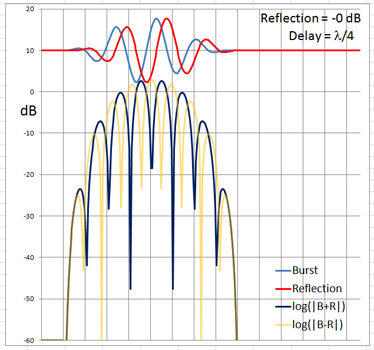 Reflection = -0 dB
Delay = λ/4
20
10
0
dB
-10
-20
-30
-40
-50
-60
Burst
Reflection
log(|B+R|)
log(|B-R|)